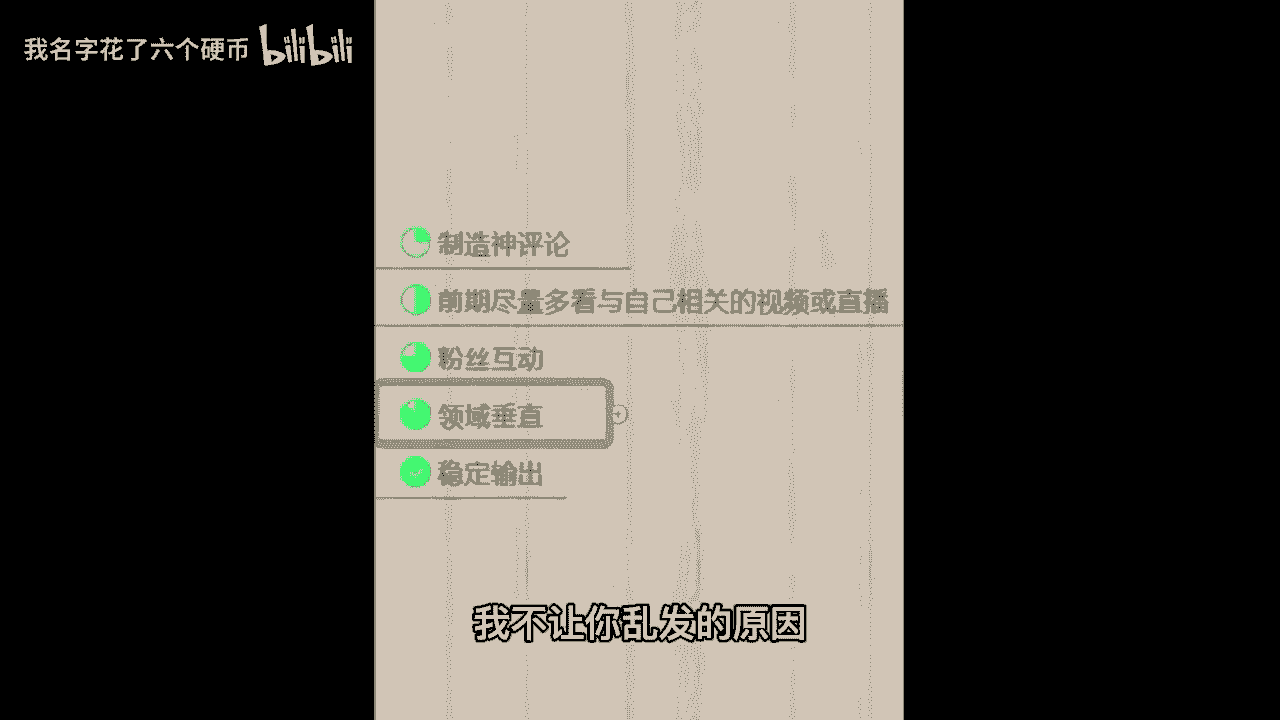 我名字花了六个硬币 bilibili
制造神评论
前期尽量多看与自己相关的视频或直播
粉丝互动
领域垂直
稳定输出
我不让你乱发的原因